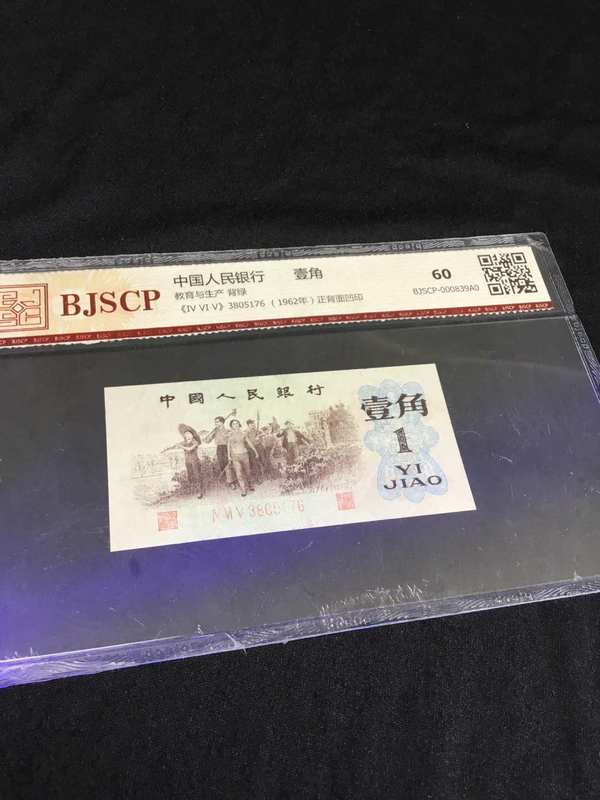 BJSCP
中国人民银行 壹角
教育与生产 背绿
《IV VI V》3805176 (1962年) 正背面凹印
60
BJSCP-000839A0
中國人民銀行
壹角
1
YI
JIAO